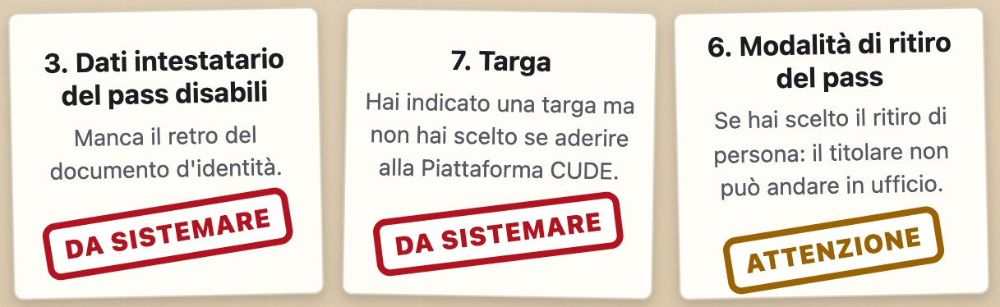 3. Dati intestatario
del pass disabili
Manca il retro del
documento d'identità.
DA SISTEMARE
7. Targa
Hai indicato una targa ma
non hai scelto se aderire
alla Piattaforma CUDE.
DA SISTEMARE
6. Modalità di ritiro
del pass
Se hai scelto il ritiro di
persona: il titolare non
può andare in ufficio.
ATTENZIONE